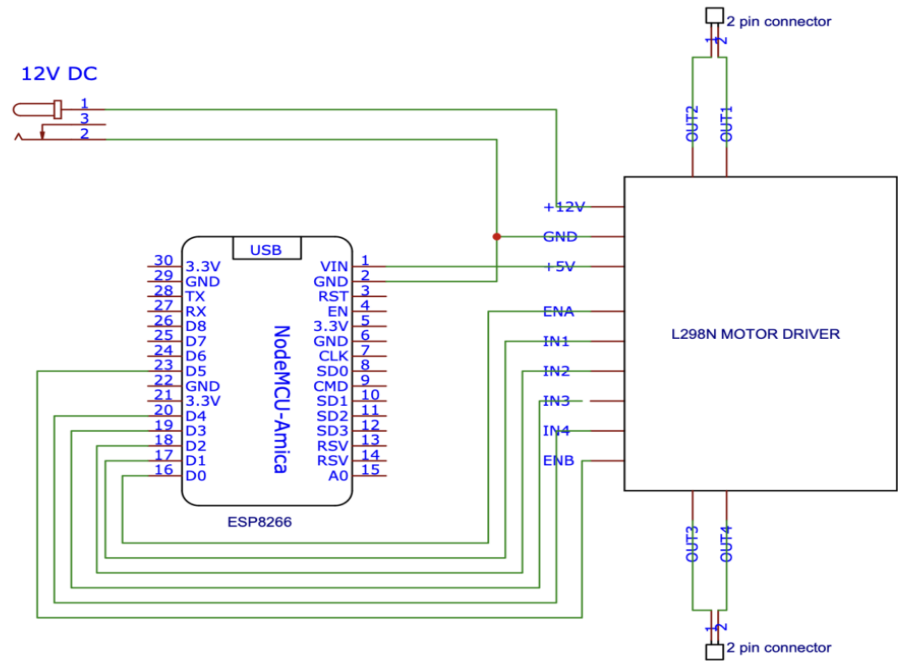 2 pin connector
1
2
12V DC
1
3
2
OUT2
OUT1
+12V
GND
+5V
ENA
IN1
IN2
IN3
IN4
ENB
L298N MOTOR DRIVER
USB
30 3.3V
29 GND
28 TX
27 RX
26 D8
25 D7
24 D6
23 D5
22 GND
21 3.3V
20 D4
19 D3
18 D2
17 D1
16 D0
NodeMCU-Amica
VIN 1
GND 2
RST 3
EN 4
3.3V 5
GND 6
CLK 7
SD0 8
CMD 9
SD1 10
SD2 11
SD3 12
RSV 13
RSV 14
A0 15
ESP8266
OUT3
OUT4
1
2
2 pin connector